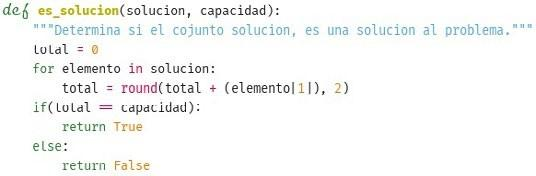 def es_solucion(solucion, capacidad):
"""Determina si el cojunto solucion, es una solucion al problema."""
total = 0
for elemento in solucion:
total = round(total + (elemento[1]), 2)
if(total == capacidad):
return True
else:
return False